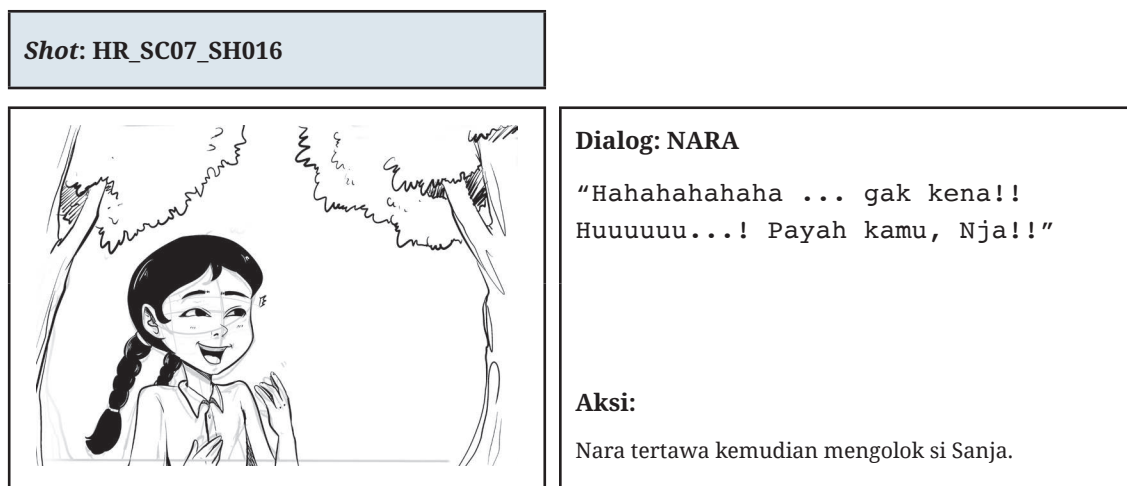 Shot: HR_SC07_SH016
Dialog: NARA
“Hahahahahaha ... gak kena!!
Huuuuuu...! Payah kamu, Nja!!”
Aksi:
Nara tertawa kemudian mengolok si Sanja.